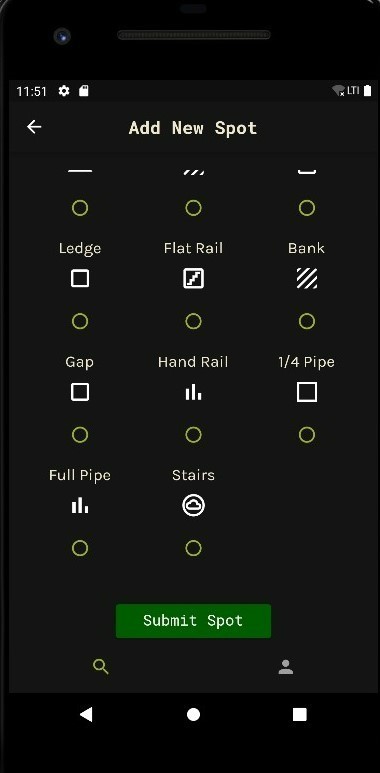 11:51 LTE
Add New Spot
Ledge Flat Rail Bank
Gap Hand Rail 1/4 Pipe
Full Pipe Stairs
Submit Spot